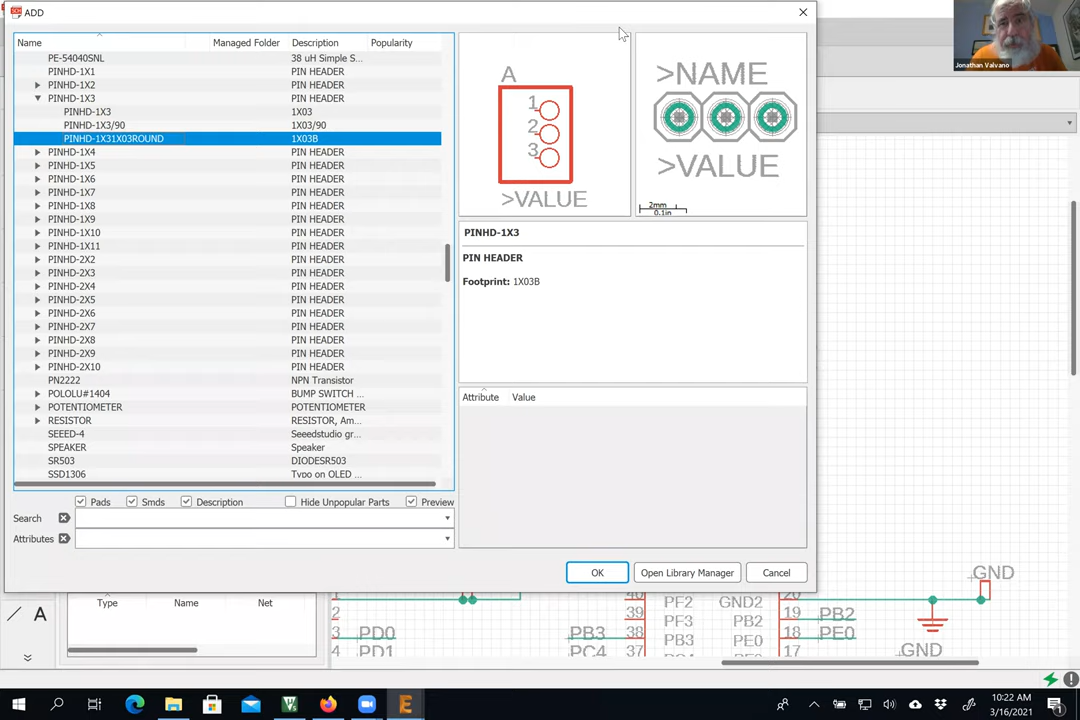 ADD
Name Managed Folder Description Popularity
PE-54040SNL 38 uH Simple S...
PINHD-1X1 PIN HEADER
PINHD-1X2 PIN HEADER
PINHD-1X3 PIN HEADER
PINHD-1X3 1X03
PINHD-1X3/90 1X03/90
PINHD-1X31X03ROUND 1X03B
PINHD-1X4 PIN HEADER
PINHD-1X5 PIN HEADER
PINHD-1X6 PIN HEADER
PINHD-1X7 PIN HEADER
PINHD-1X8 PIN HEADER
PINHD-1X9 PIN HEADER
PINHD-1X10 PIN HEADER
PINHD-1X11 PIN HEADER
PINHD-2X2 PIN HEADER
PINHD-2X3 PIN HEADER
PINHD-2X4 PIN HEADER
PINHD-2X5 PIN HEADER
PINHD-2X6 PIN HEADER
PINHD-2X7 PIN HEADER
PINHD-2X8 PIN HEADER
PINHD-2X9 PIN HEADER
PINHD-2X10 PIN HEADER
PN2222 NPN Transistor
POLOLU#1404 BUMP SWITCH ...
POTENTIOMETER POTENTIOMETER
RESISTOR RESISTOR, Am...
SEEED-4 Seeedstudio gr...
SPEAKER Speaker
SR503 DIODESR503
SSD1306 Tvpo on OLED ...
Pads Smds Description Hide Unpopular Parts Preview
Search
Attributes
A
1
2
3
>VALUE
>NAME
>VALUE
2mm
0.1in
PINHD-1X3
PIN HEADER
Footprint: 1X03B
Attribute Value
OK Open Library Manager Cancel
Jonathan Valvano
Type Name Net
A
2
3 PD0
4 PD1
PB3 38
PC4 37
39
PF2 GND2
PF3 PB2
PB3 PE0
19 PB2
18 PE0
17
20
GND
GND
10:22 AM
3/16/2021